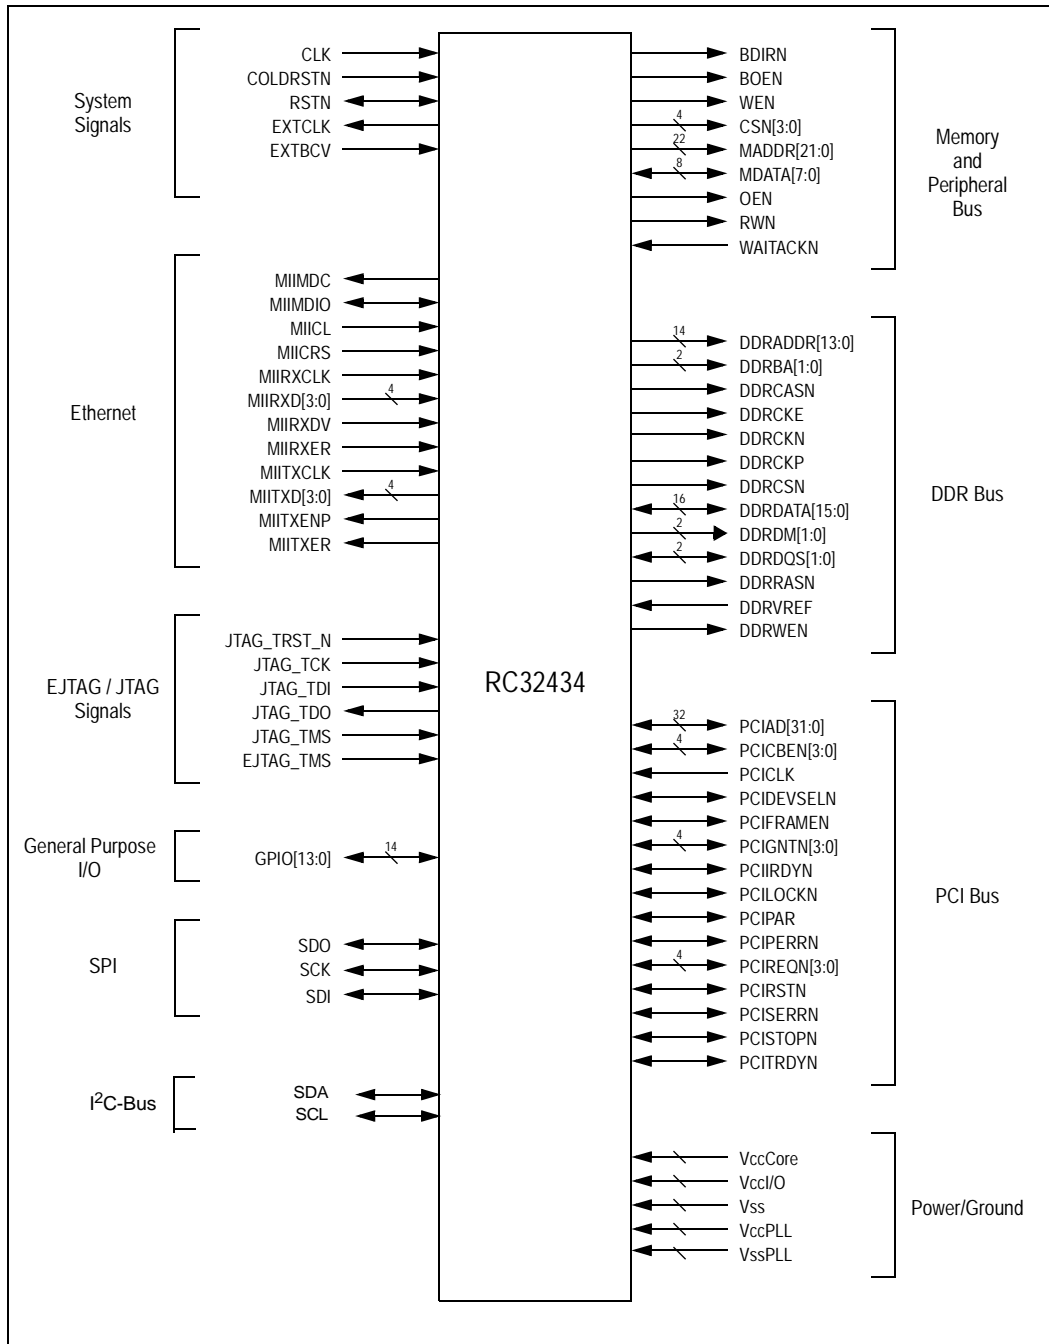 System
Signals
CLK
COLDRSTN
RSTN
EXTCLK
EXTBCV
Ethernet
MIIMDC
MIIMDIO
MIICL
MIICRS
MIIRXCLK
MIIRXD[3:0]
4
MIIRXDV
MIIRXER
MIITXCLK
MIITXD[3:0]
4
MIITXENP
MIITXER
EJTAG / JTAG
Signals
JTAG_TRST_N
JTAG_TCK
JTAG_TDI
JTAG_TDO
JTAG_TMS
EJTAG_TMS
General Purpose
I/O
GPIO[13:0]
14
SPI
SDO
SCK
SDI
I2C-Bus
SDA
SCL
RC32434
BDIRN
BOEN
WEN
4
CSN[3:0]
22
MADDR[21:0]
8
MDATA[7:0]
OEN
RWN
WAITACKN
Memory
and
Peripheral
Bus
14
DDRADDR[13:0]
2
DDRBA[1:0]
DDRCASN
DDRCKE
DDRCKN
DDRCKP
DDRCSN
16
DDRDATA[15:0]
2
DDRDM[1:0]
2
DDRDQS[1:0]
DDRRASN
DDRVREF
DDRWEN
DDR Bus
32
PCIAD[31:0]
4
PCICBEN[3:0]
PCICLK
PCIDEVSELN
PCIFRAMEN
4
PCIGNTN[3:0]
PCIIRDYN
PCILOCKN
PCIPAR
PCIPERRN
4
PCIREQN[3:0]
PCIRSTN
PCISERRN
PCISTOPN
PCITRDYN
PCI Bus
VccCore
VccI/O
Vss
VccPLL
VssPLL
Power/Ground